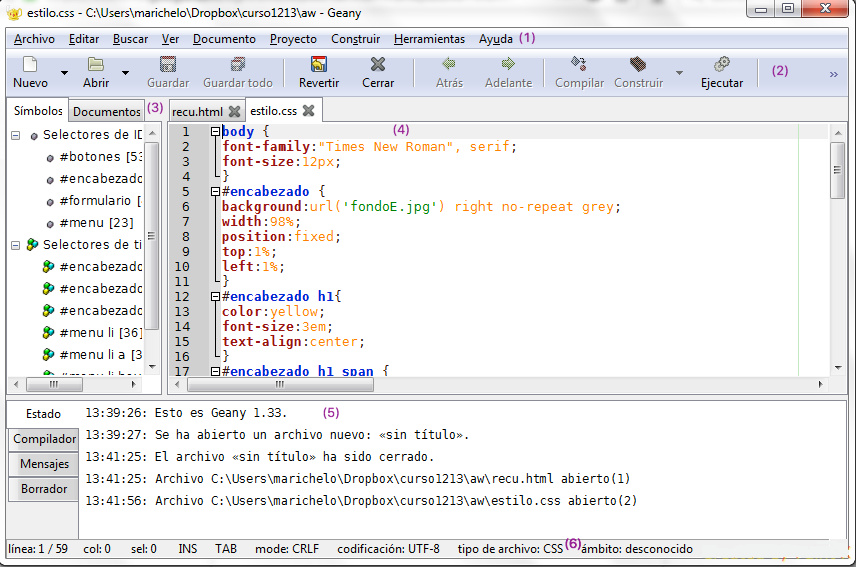 estilo.css - C:\Users\marichelo\Dropbox\curso1213\aw - Geany
Archivo Editar Buscar Ver Documento Proyecto Construir Herramientas Ayuda (1)
Nuevo Abrir Guardar Guardar todo Revertir Cerrar Atrás Adelante Compilar Construir Ejecutar (2) »
Símbolos Documentos (3) recu.html estilo.css
(4)
Selectores de ID
#botones [53
#encabezado
#formulario [
#menu [23]
Selectores de ti
#encabezado
#encabezado
#encabezado
#menu li [36]
#menu li a [3
1 body {
2 font-family:"Times New Roman", serif;
3 font-size:12px;
4 }
5 #encabezado {
6 background:url('fondoE.jpg') right no-repeat grey;
7 width:98%;
8 position:fixed;
9 top:1%;
10 left:1%;
11 }
12 #encabezado h1{
13 color:yellow;
14 font-size:3em;
15 text-align:center;
16 }
17 #encabezado h1 span {
Estado
Compilador
Mensajes
Borrador
13:39:26: Esto es Geany 1.33. (5)
13:39:27: Se ha abierto un archivo nuevo: «sin título».
13:41:25: El archivo «sin título» ha sido cerrado.
13:41:25: Archivo C:\Users\marichelo\Dropbox\curso1213\aw\recu.html abierto(1)
13:41:56: Archivo C:\Users\marichelo\Dropbox\curso1213\aw\estilo.css abierto(2)
línea: 1 / 59 col: 0 sel: 0 INS TAB mode: CRLF codificación: UTF-8 tipo de archivo: CSS (6) ámbito: desconocido